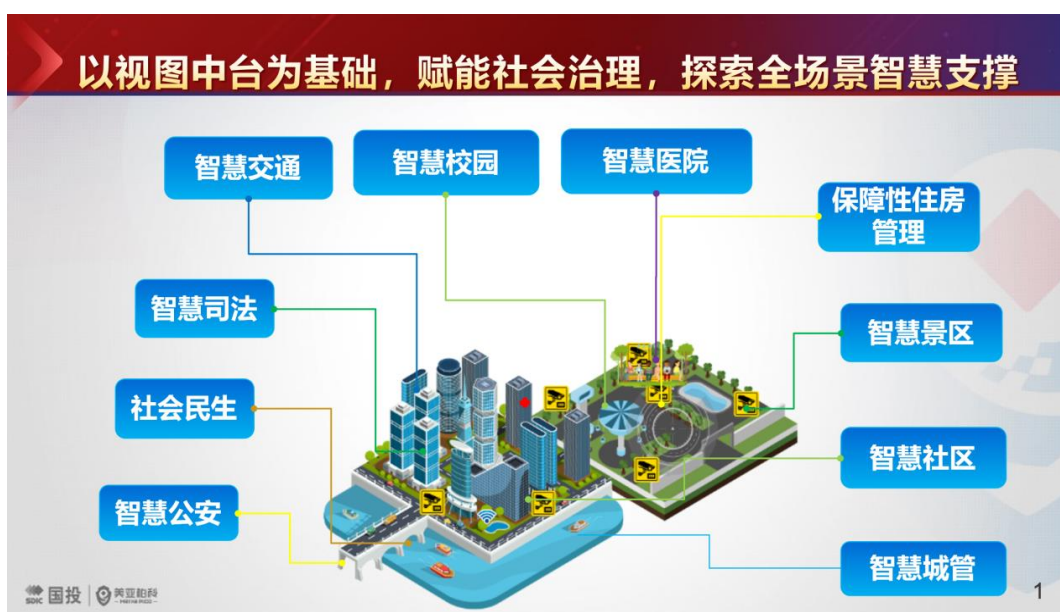 以视图中台为基础，赋能社会治理，探索全场景智慧支撑
智慧交通
智慧校园
智慧医院
保障性住房
管理
智慧司法
智慧景区
社会民生
智慧社区
智慧公安
智慧城管
SDIC 国投
美亚柏科
MEIYA PICO
1